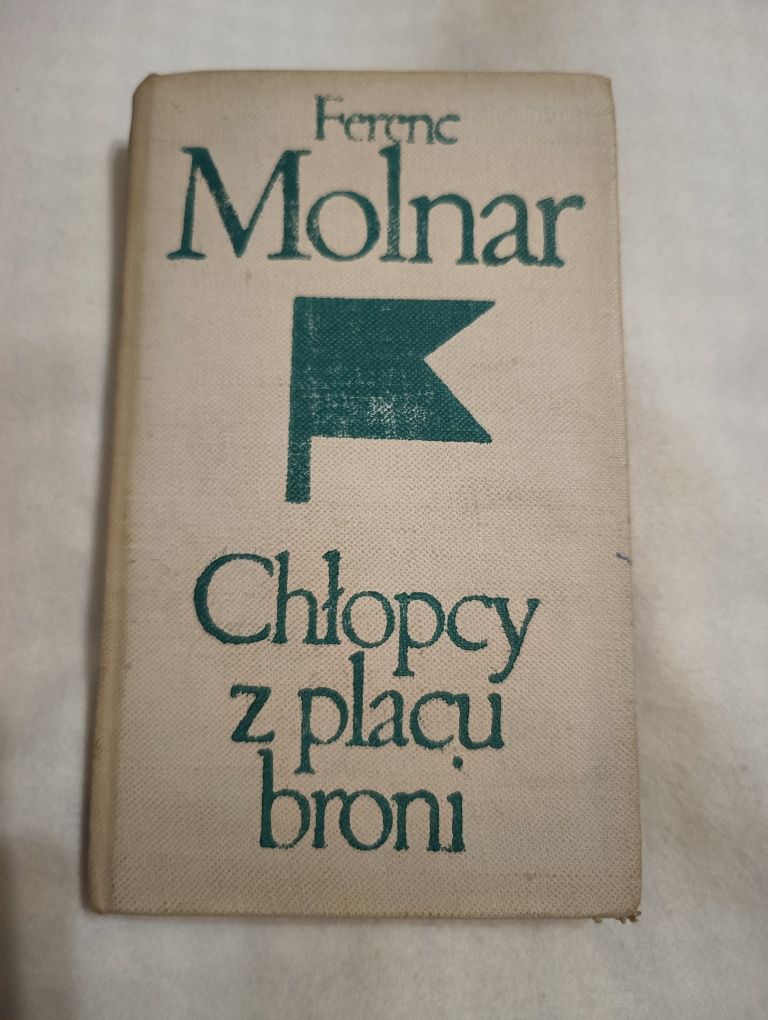 Ferenc
Molnar
Chłopcy
z placu
broni